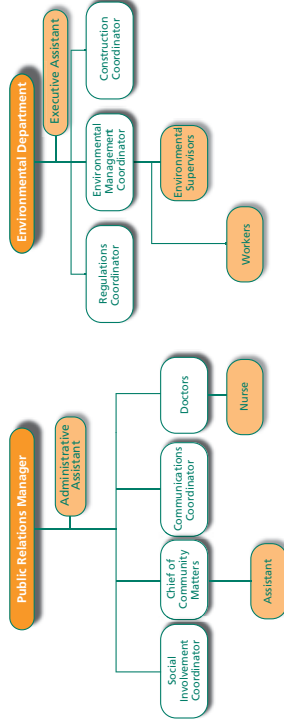 Public Relations Manager
Administrative
Assistant
Social
Involvement
Coordinator
Chief of
Community
Matters
Communications
Coordinator
Doctors
Assistant
Nurse
Environmental Department
Executive Assistant
Regulations
Coordinator
Environmental
Management
Coordinator
Construction
Coordinator
Environmental
Supervisors
Workers